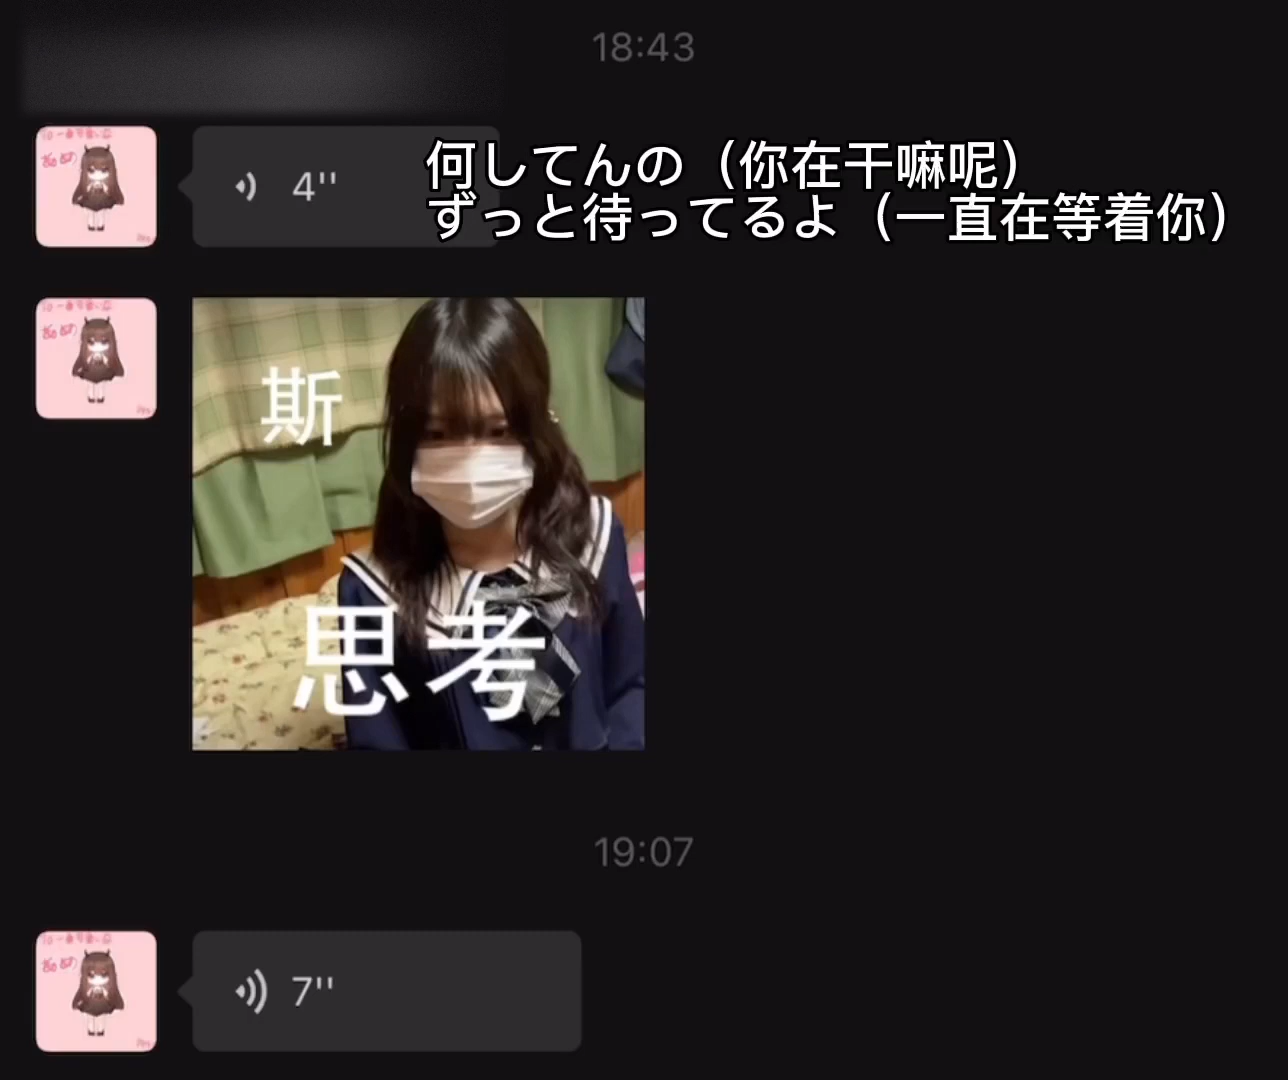 18:43
4''
何してんの（你在干嘛呢）
ずっと待ってるよ（一直在等着你）
斯
思考
19:07
7''